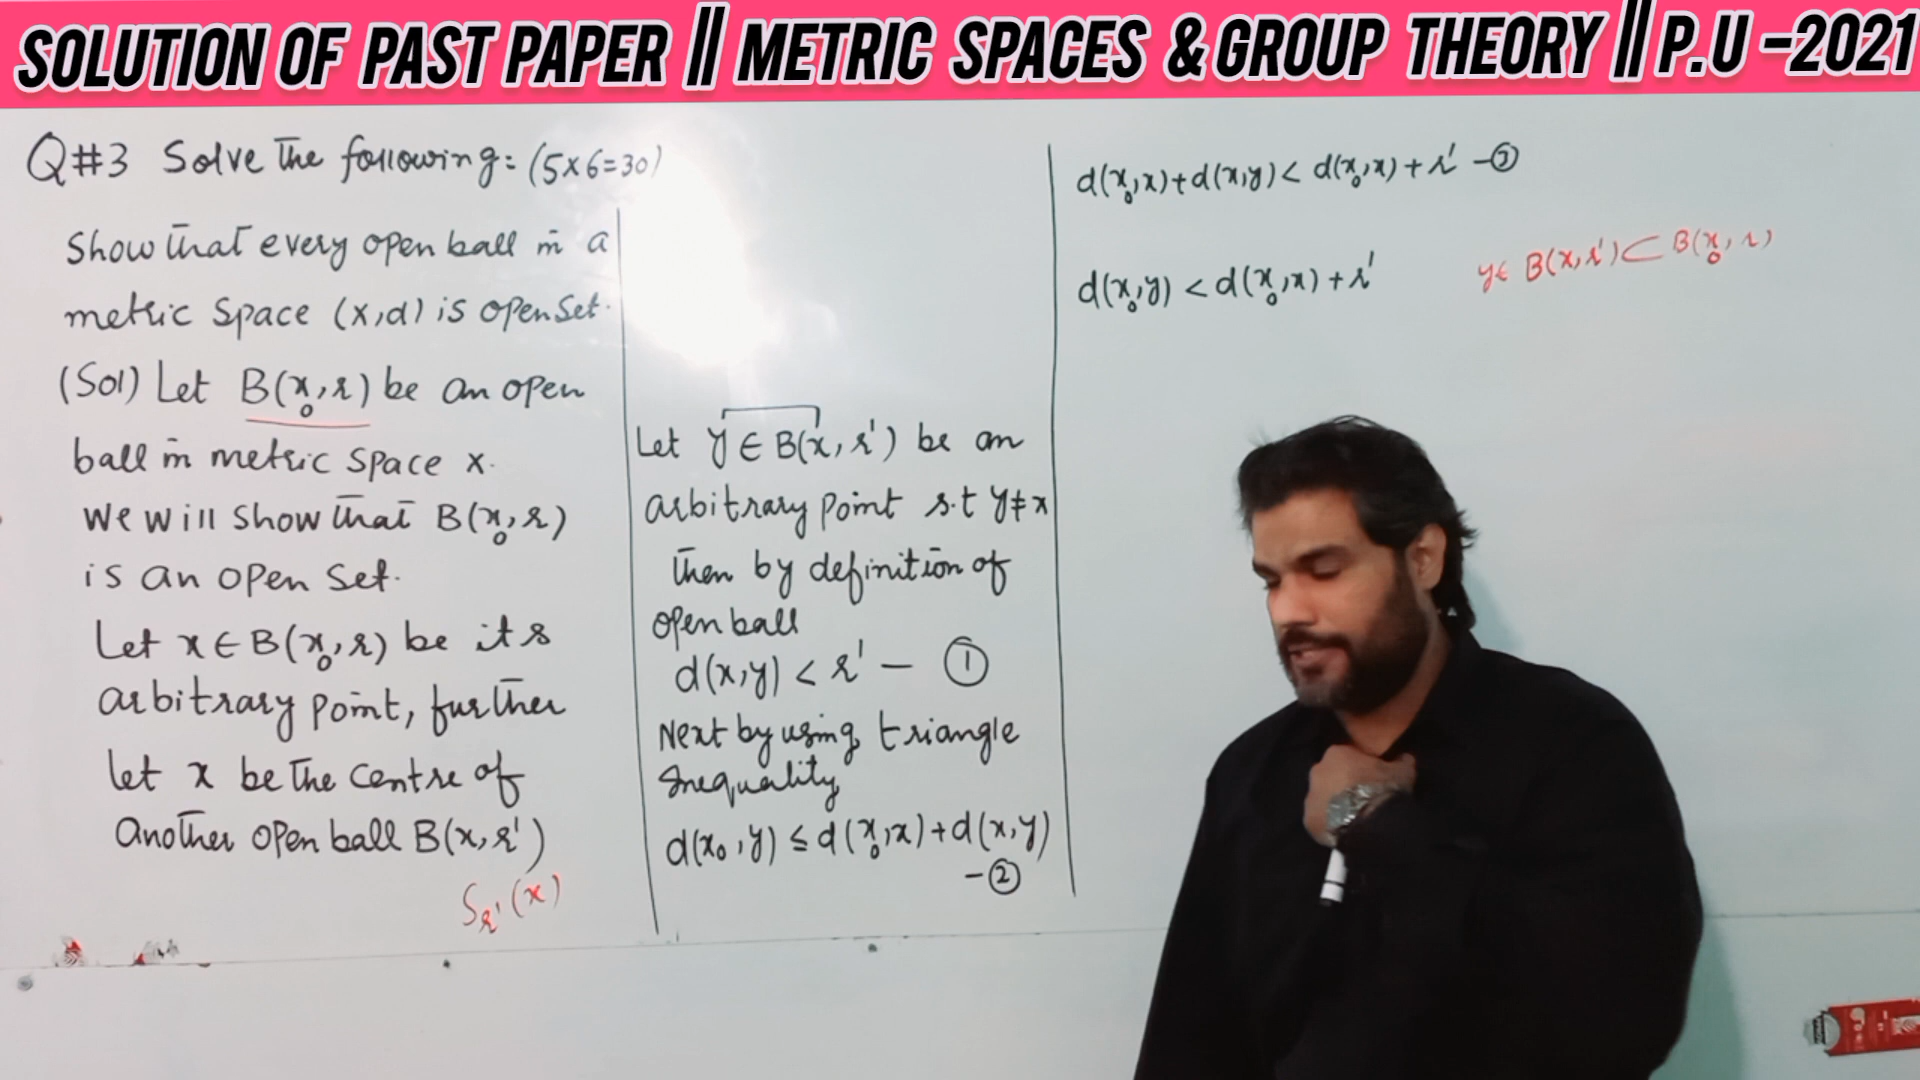 SOLUTION OF PAST PAPER || METRIC SPACES & GROUP THEORY || P.U -2021
Q#3 Solve the following: (5x6=30)
Show that every open ball in a
metric space (x,d) is open set.
(Sol) Let B(x₀,r) be an open
ball in metric space x.
We will show that B(x₀,r)
is an open set.
Let x ∈ B(x₀,r) be its
arbitrary point, further
let x be the centre of
another open ball B(x,r')
Sr'(x)
Let y ∈ B(x,r') be an
arbitrary point s.t y≠x
then by definition of
open ball
d(x,y) < r' — ①
Next by using triangle
Inequality
d(x₀,y) ≤ d(x₀,x)+d(x,y)
-②
d(x₀,x)+d(x,y) < d(x₀,x)+r' -③
d(x₀,y) < d(x₀,x)+r'
y∈ B(x,r')⊂B(x₀,r)